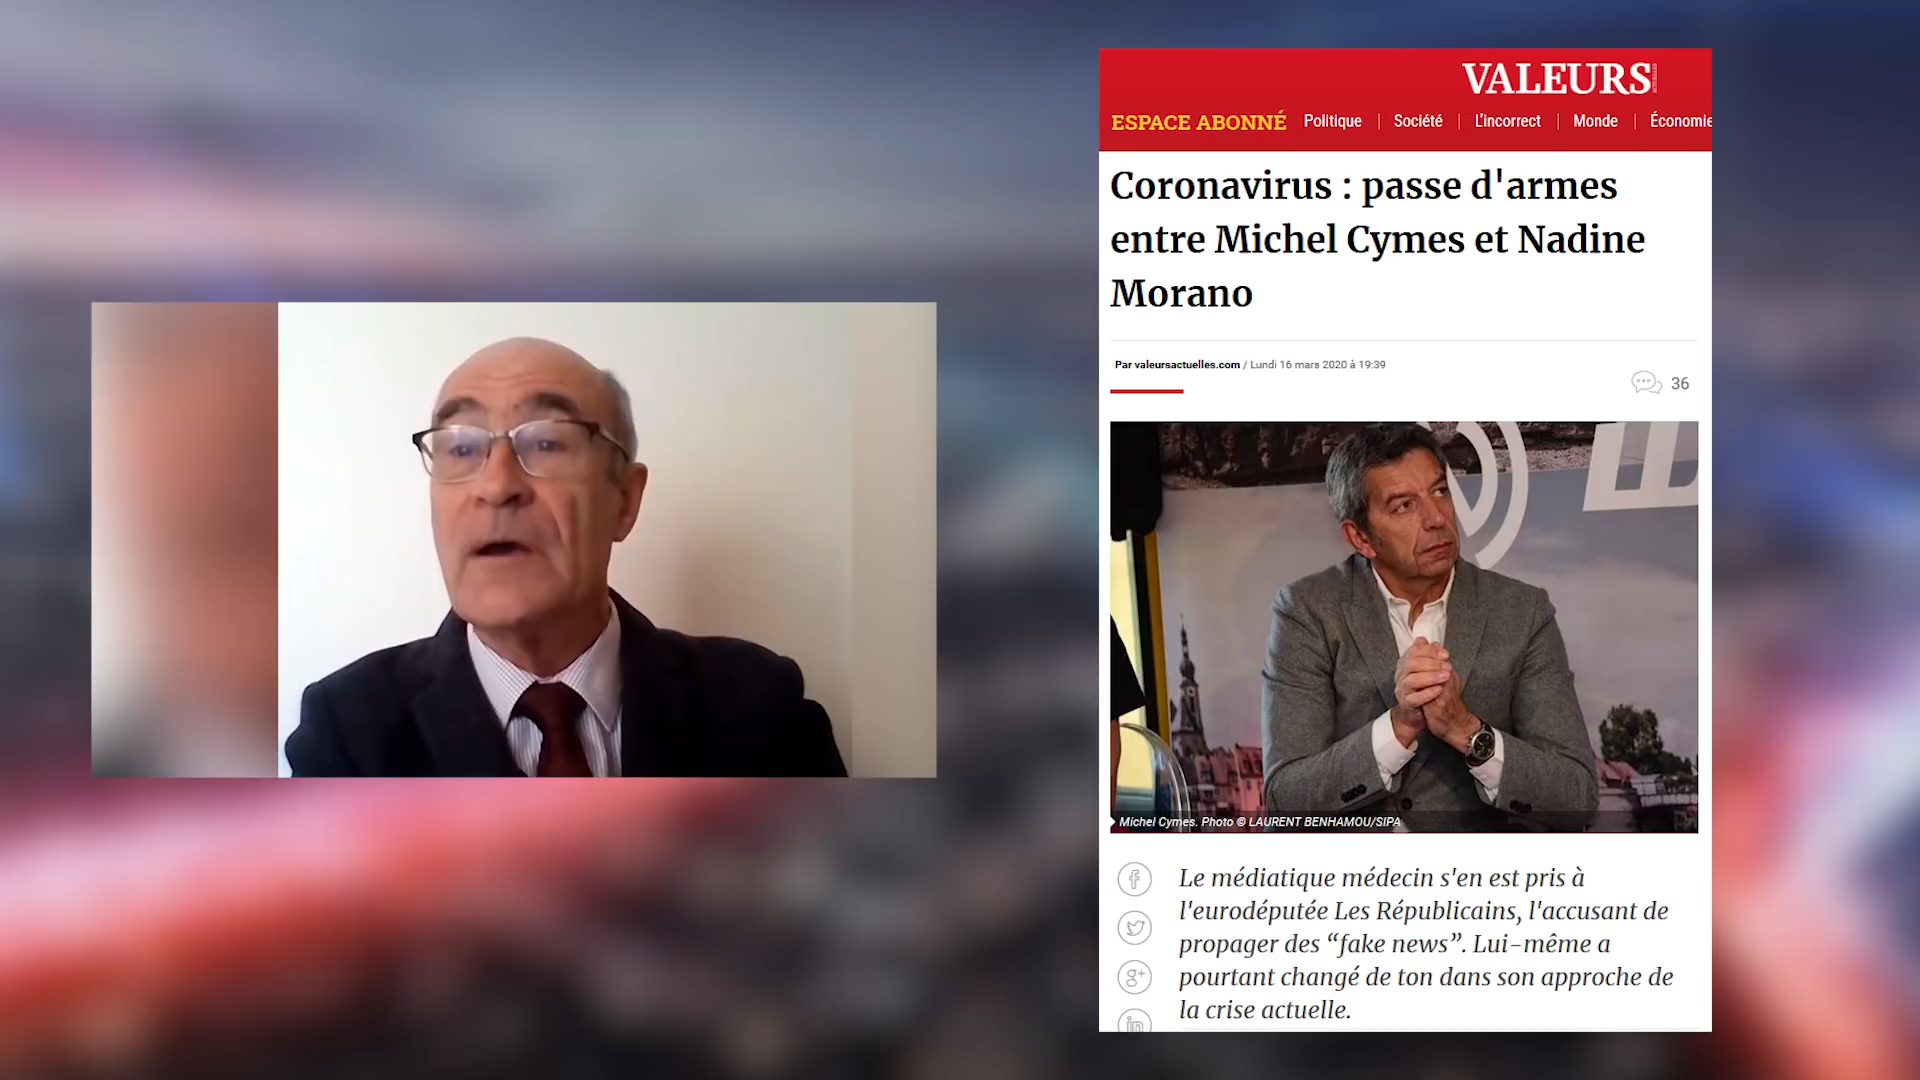 VALEURS
ESPACE ABONNÉ Politique | Société | L'incorrect | Monde | Économie
Coronavirus : passe d'armes
entre Michel Cymes et Nadine
Morano
Par valeursactuelles.com / Lundi 16 mars 2020 à 19:39
36
Michel Cymes. Photo © LAURENT BENHAMOU/SIPA
Le médiatique médecin s'en est pris à
l'eurodéputée Les Républicains, l'accusant de
propager des “fake news”. Lui-même a
pourtant changé de ton dans son approche de
la crise actuelle.